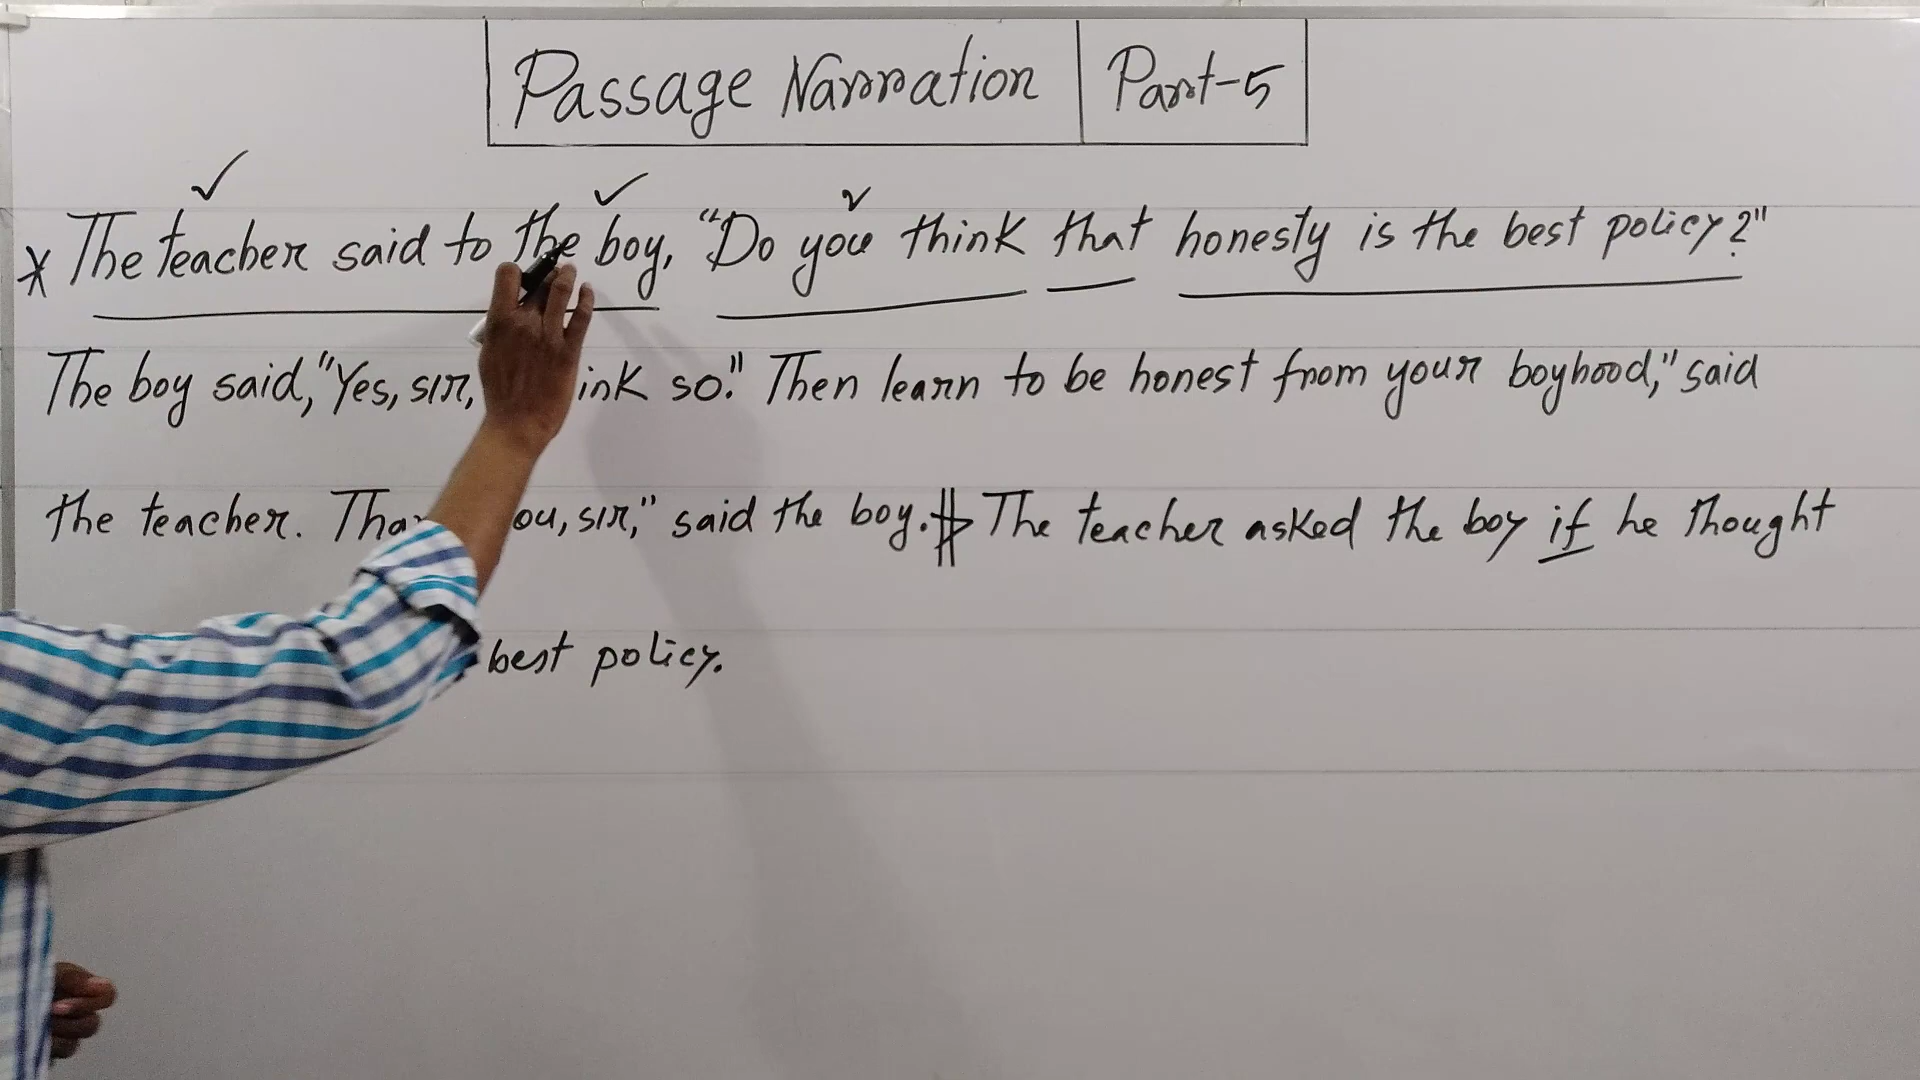 Passage Narration Part-5
* The teacher said to the boy, "Do you think that honesty is the best policy?"
The boy said, "Yes, sir, so." Then learn to be honest from your boyhood," said
the teacher. sir," said the boy. The teacher asked the boy if he thought
best policy.